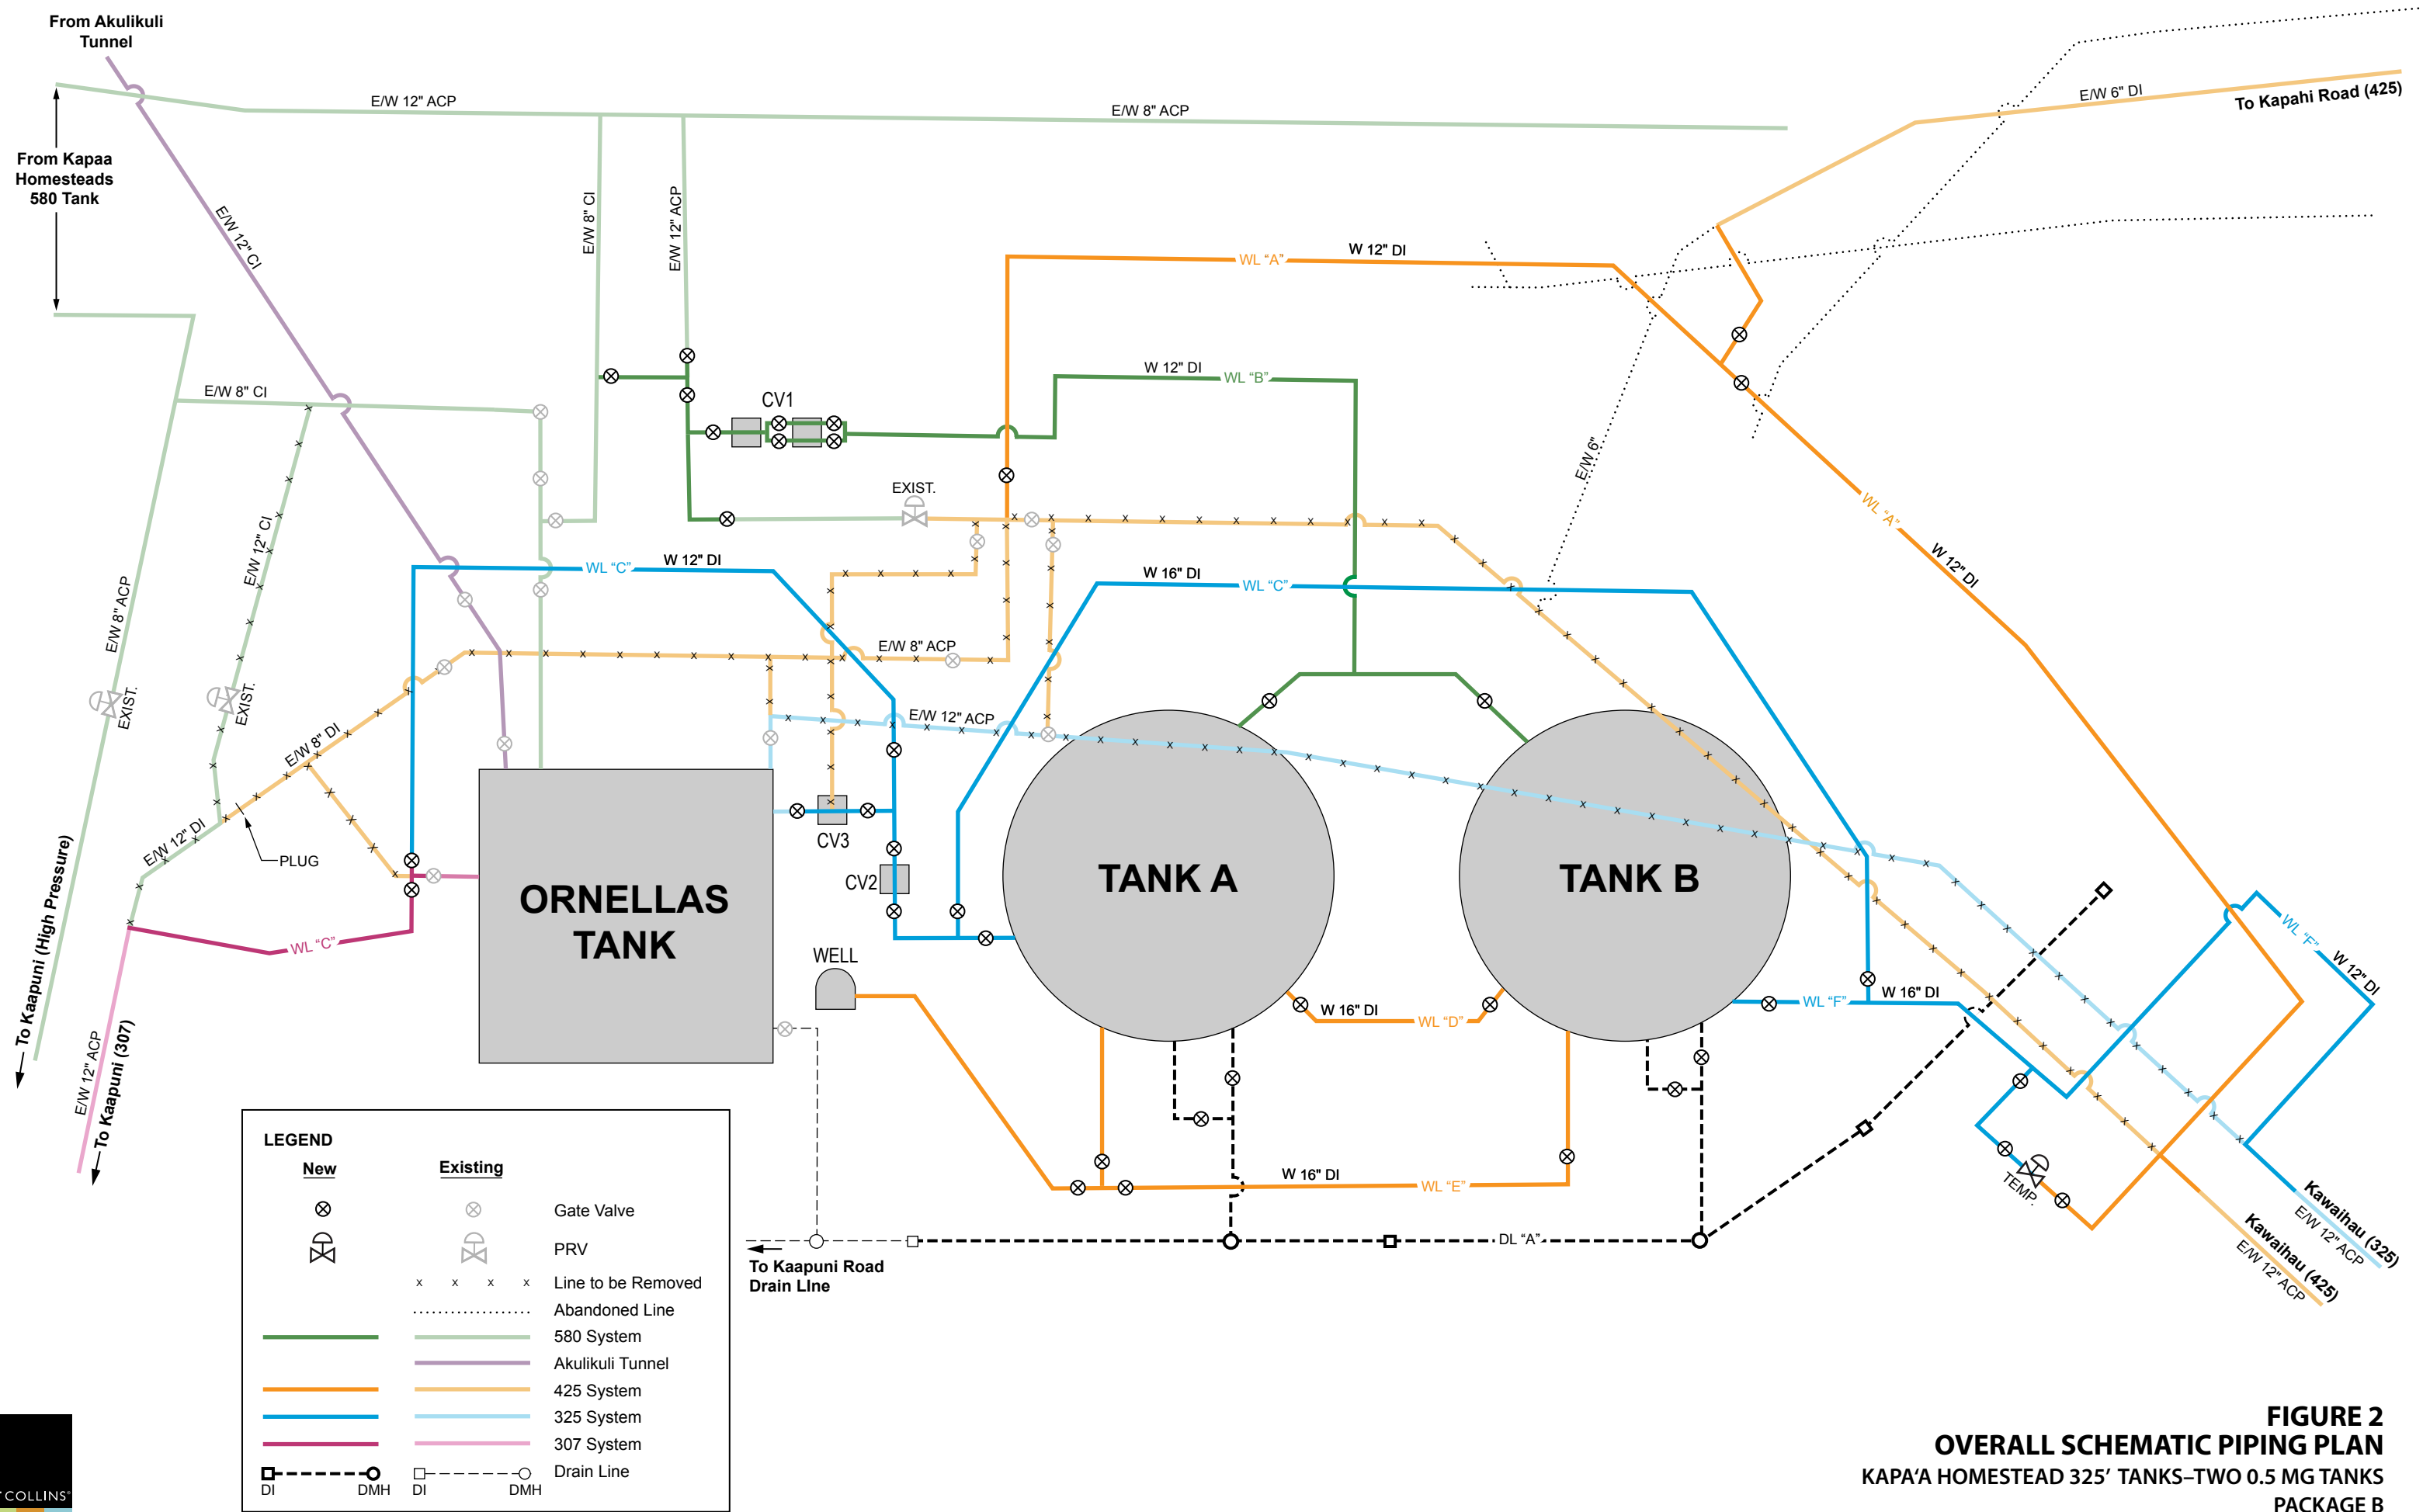 From Akulikuli
Tunnel
E/W 12" ACP
E/W 8" ACP
E/W 6" DI
To Kapahi Road (425)
From Kapaa
Homesteads
580 Tank
E/W 12" CI
E/W 8" CI
E/W 12" ACP
WL "A"
W 12" DI
E/W 8" CI
CV1
W 12" DI
WL "B"
E/W 6"
EXIST.
WL "A"
W 12" DI
E/W 12" CI
E/W 8" ACP
WL "C"
W 12" DI
W 16" DI
WL "C"
E/W 8" ACP
EXIST.
EXIST.
E/W 12" ACP
E/W 8" DI
E/W 12" DI
PLUG
CV3
CV2
ORNELLAS
TANK
TANK A
TANK B
WL "C"
WELL
W 16" DI
WL "D"
WL "F"
W 16" DI
WL "F"
W 12" DI
To Kaapuni (High Pressure)
E/W 12" ACP
To Kaapuni (307)
W 16" DI
WL "E"
TEMP.
Kawaihau (325)
E/W 12" ACP
Kawaihau (425)
E/W 12" ACP
DL "A"
To Kaapuni Road
Drain LIne
LEGEND
New
Existing
Gate Valve
PRV
x x x x Line to be Removed
Abandoned Line
580 System
Akulikuli Tunnel
425 System
325 System
307 System
Drain Line
DI DMH DI DMH
COLLINS
FIGURE 2
OVERALL SCHEMATIC PIPING PLAN
KAPA‘A HOMESTEAD 325′ TANKS–TWO 0.5 MG TANKS
PACKAGE B